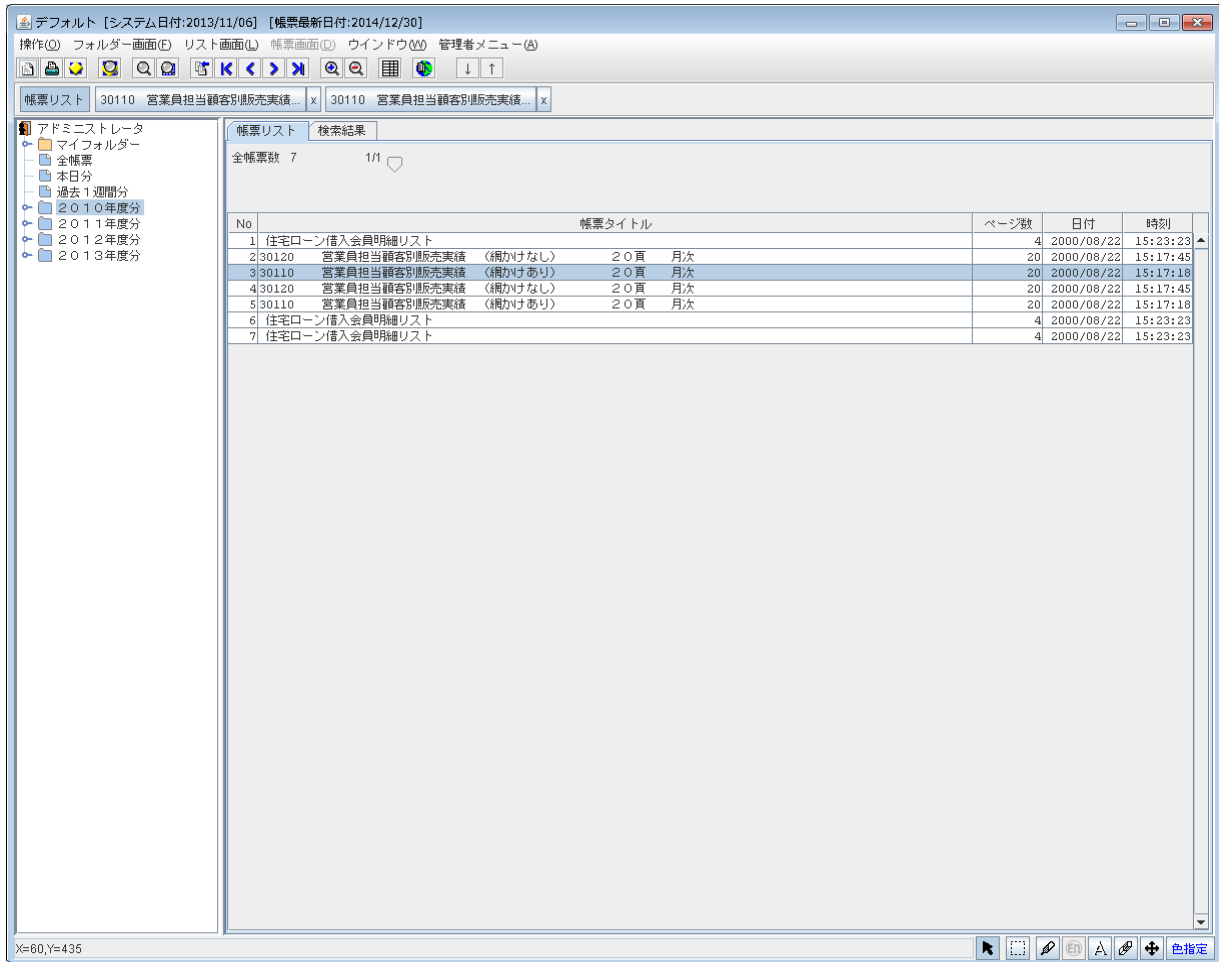 デフォルト [システム日付:2013/11/06] [帳票最新日付:2014/12/30]
操作(O) フォルダー画面(F) リスト画面(L) 帳票画面(D) ウインドウ(W) 管理者メニュー(A)
帳票リスト 30110 営業員担当顧客別販売実績... x 30110 営業員担当顧客別販売実績... x
アドミニストレータ
マイフォルダー
全帳票
本日分
過去1週間分
2010年度分
2011年度分
2012年度分
2013年度分
帳票リスト 検索結果
全帳票数 7 1/1
No 帳票タイトル ページ数 日付 時刻
1 住宅ローン借入会員明細リスト 4 2000/08/22 15:23:23
2 30120 営業員担当顧客別販売実績 (網かけなし) 20頁 月次 20 2000/08/22 15:17:45
3 30110 営業員担当顧客別販売実績 (網かけあり) 20頁 月次 20 2000/08/22 15:17:18
4 30120 営業員担当顧客別販売実績 (網かけなし) 20頁 月次 20 2000/08/22 15:17:45
5 30110 営業員担当顧客別販売実績 (網かけあり) 20頁 月次 20 2000/08/22 15:17:18
6 住宅ローン借入会員明細リスト 4 2000/08/22 15:23:23
7 住宅ローン借入会員明細リスト 4 2000/08/22 15:23:23
X=60,Y=435 A 色指定